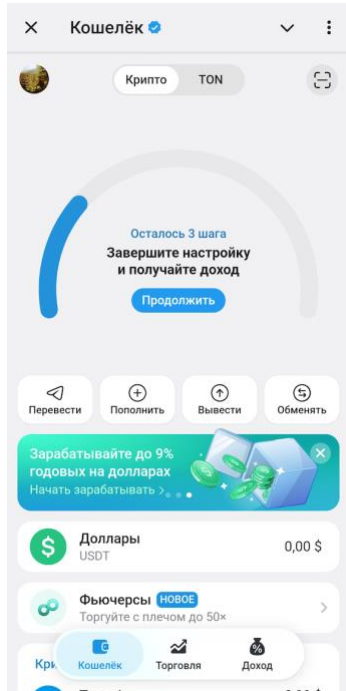 Кошелёк
Крипто TON
Осталось 3 шага
Завершите настройку
и получайте доход
Продолжить
Перевести Пополнить Вывести Обменять
Зарабатывайте до 9%
годовых на долларах
Начать зарабатывать >
Доллары
USDT
0,00 $
Фьючерсы НОВОЕ
Торгуйте с плечом до 50×
Кошелёк Торговля Доход